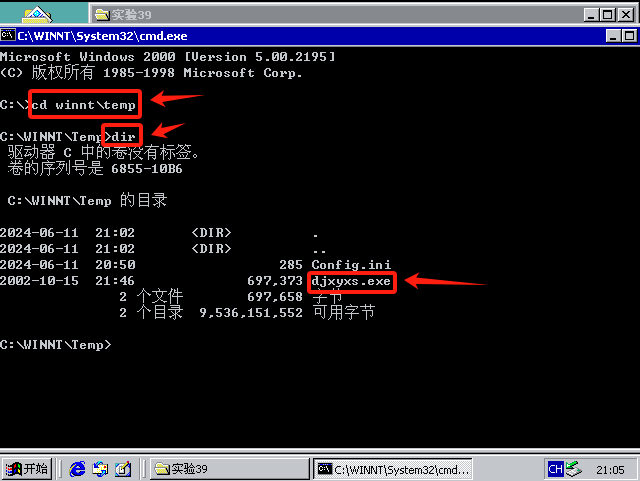 实验39
C:\WINNT\System32\cmd.exe
Microsoft Windows 2000 [Version 5.00.2195]
(C) 版权所有 1985-1998 Microsoft Corp.
C:\>cd winnt\temp
C:\WINNT\Temp>dir
驱动器 C 中的卷没有标签。
卷的序列号是 6855-10B6
C:\WINNT\Temp 的目录
2024-06-11  21:02       <DIR>          .
2024-06-11  21:02       <DIR>          ..
2024-06-11  20:50                  285 Config.ini
2002-10-15  21:46              697,373 djxyxs.exe
2 个文件        697,658 字节
2 个目录  9,536,151,552 可用字节
C:\WINNT\Temp>
开始
实验39
C:\WINNT\System32\cmd...
CH
21:05